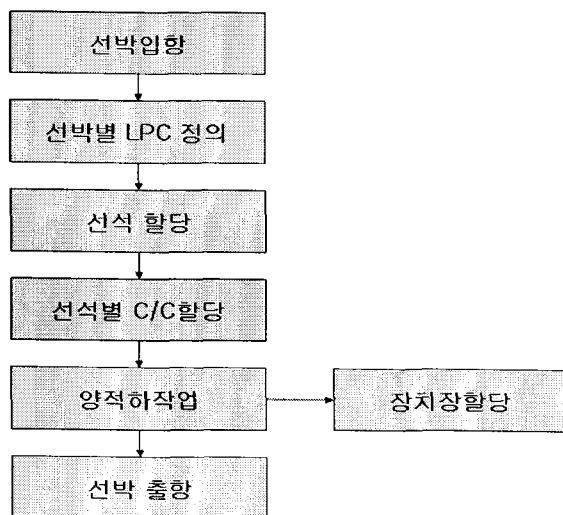 선박입항
선박별 LPC 정의
선석 할당
선석별 C/C할당
양적하작업
장치장할당
선박 출항